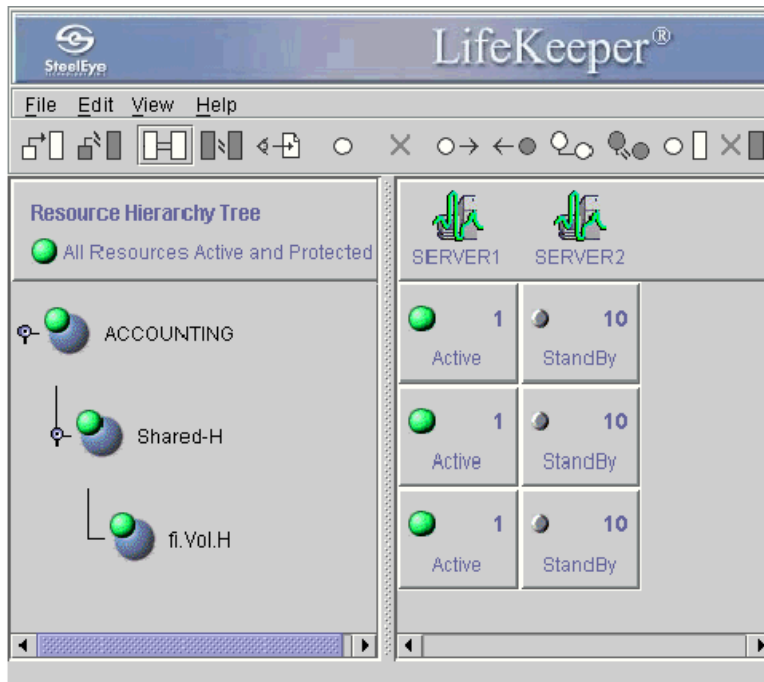 SteelEye
LifeKeeper®
File Edit View Help
Resource Hierarchy Tree
All Resources Active and Protected
SERVER1 SERVER2
ACCOUNTING
1 10
Active StandBy
Shared-H
1 10
Active StandBy
fi.Vol.H
1 10
Active StandBy